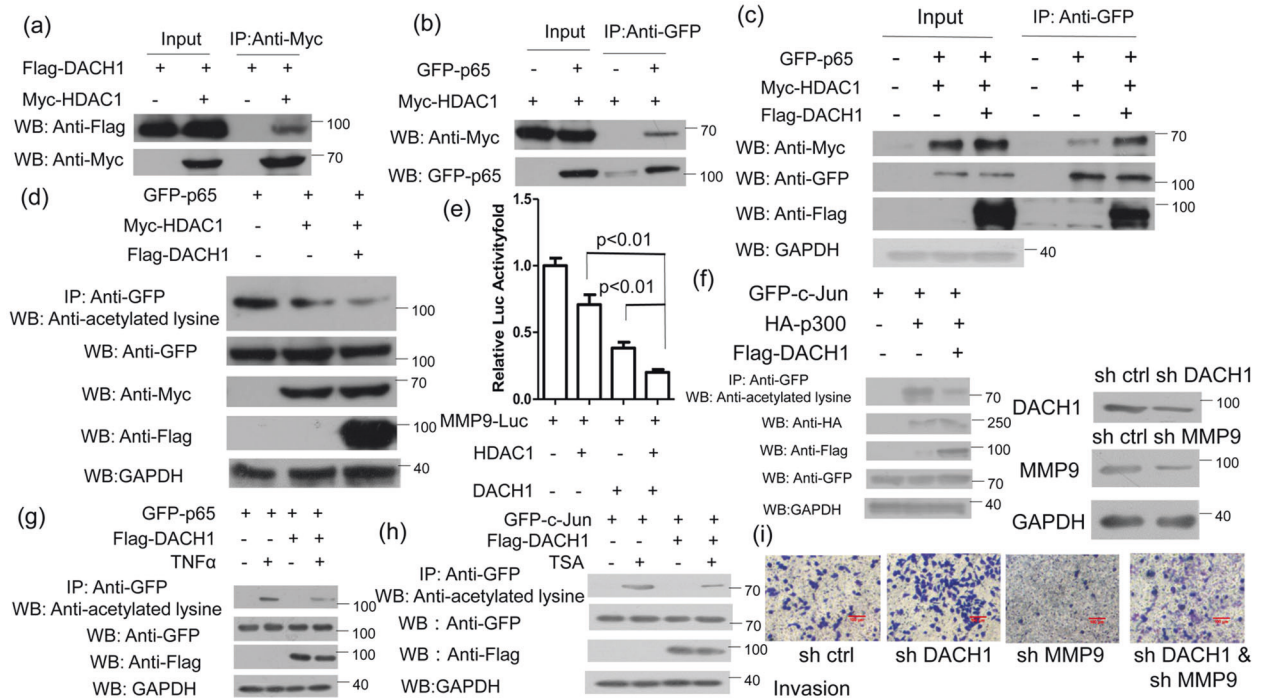 (a)
Input IP:Anti-Myc
Flag-DACH1 + + + +
Myc-HDAC1 - + - +
WB: Anti-Flag 100
WB: Anti-Myc 70
(b)
Input IP:Anti-GFP
GFP-p65 - + - +
Myc-HDAC1 + + + +
WB: Anti-Myc 70
WB: GFP-p65 100
(c)
Input IP: Anti-GFP
GFP-p65 - + + - + +
Myc-HDAC1 - + + - + +
Flag-DACH1 - - + - - +
WB: Anti-Myc 70
WB: Anti-GFP 100
WB: Anti-Flag 100
WB: GAPDH 40
(d)
GFP-p65 + + +
Myc-HDAC1 - + +
Flag-DACH1 - - +
IP: Anti-GFP
WB: Anti-acetylated lysine 100
WB: Anti-GFP 100
WB: Anti-Myc 70
WB: Anti-Flag 100
WB:GAPDH 40
(e)
Relative Luc Activityfold
1.0
0.5
0.0
p<0.01
p<0.01
MMP9-Luc + + + +
HDAC1 - + - +
DACH1 - - + +
(f)
GFP-c-Jun + + +
HA-p300 - + +
Flag-DACH1 - - +
IP: Anti-GFP
WB: Anti-acetylated lysine 70
WB: Anti-HA 250
WB: Anti-Flag 100
WB: Anti-GFP 70
WB:GAPDH 40
sh ctrl sh DACH1
DACH1 100
sh ctrl sh MMP9
MMP9 100
GAPDH 40
(g)
GFP-p65 + + + +
Flag-DACH1 - - + +
TNFα - + - +
IP: Anti-GFP
WB: Anti-acetylated lysine 100
WB: Anti-GFP 100
WB: Anti-Flag 100
WB: GAPDH 40
(h)
GFP-c-Jun + + + +
Flag-DACH1 - - + +
TSA - + - +
IP: Anti-GFP
WB: Anti-acetylated lysine 70
WB : Anti-GFP 70
WB : Anti-Flag 100
WB:GAPDH 40
(i)
sh ctrl sh DACH1 sh MMP9 sh DACH1 &
sh MMP9
Invasion